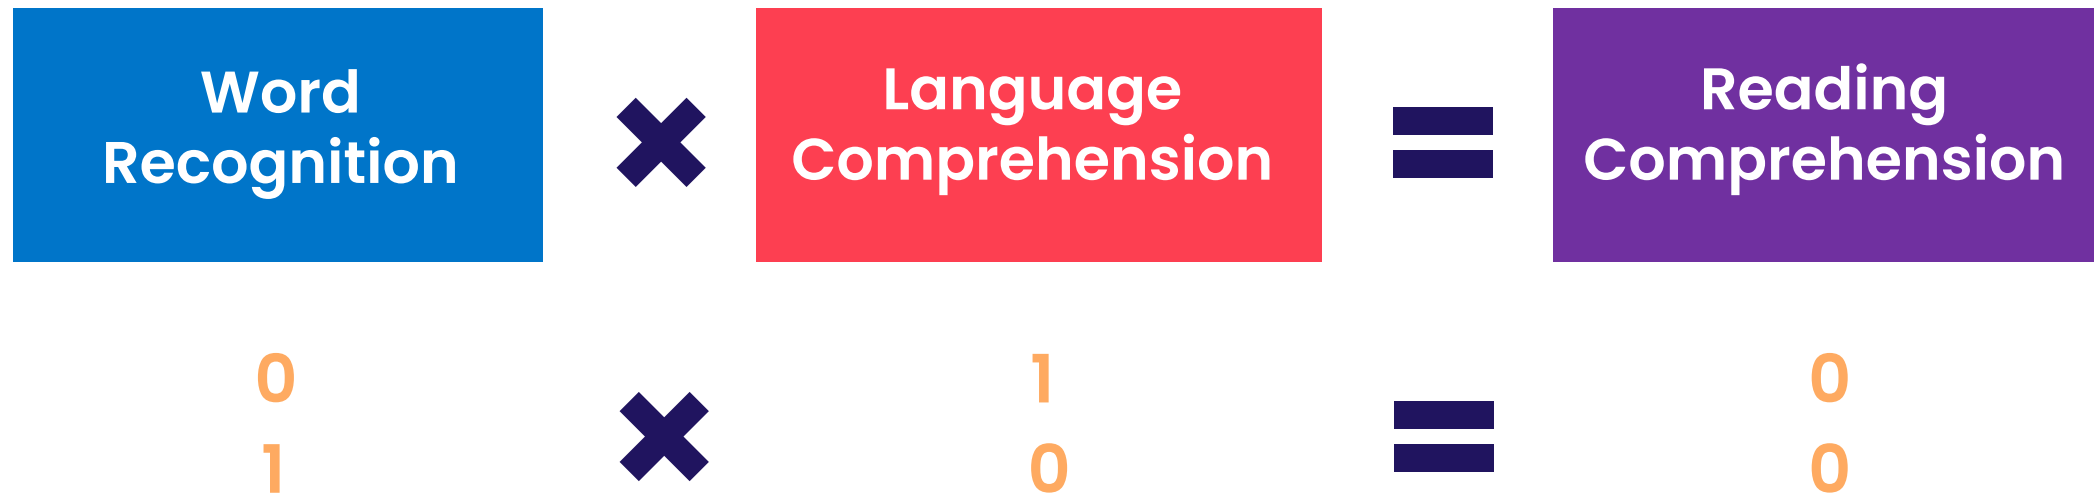 Word
Recognition
×
Language
Comprehension
=
Reading
Comprehension
0
1
×
1
0
=
0
0